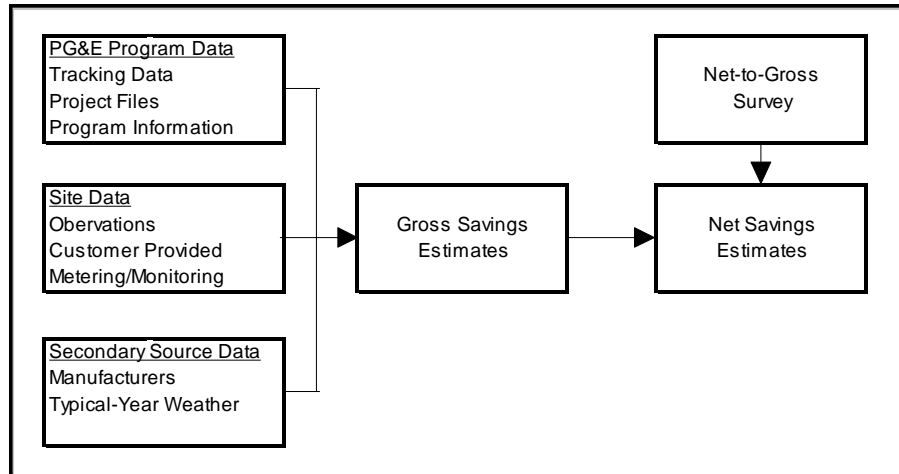 PG&E Program Data
Tracking Data
Project Files
Program Information
Net-to-Gross
Survey
Site Data
Obervations
Customer Provided
Metering/Monitoring
Gross Savings
Estimates
Net Savings
Estimates
Secondary Source Data
Manufacturers
Typical-Year Weather